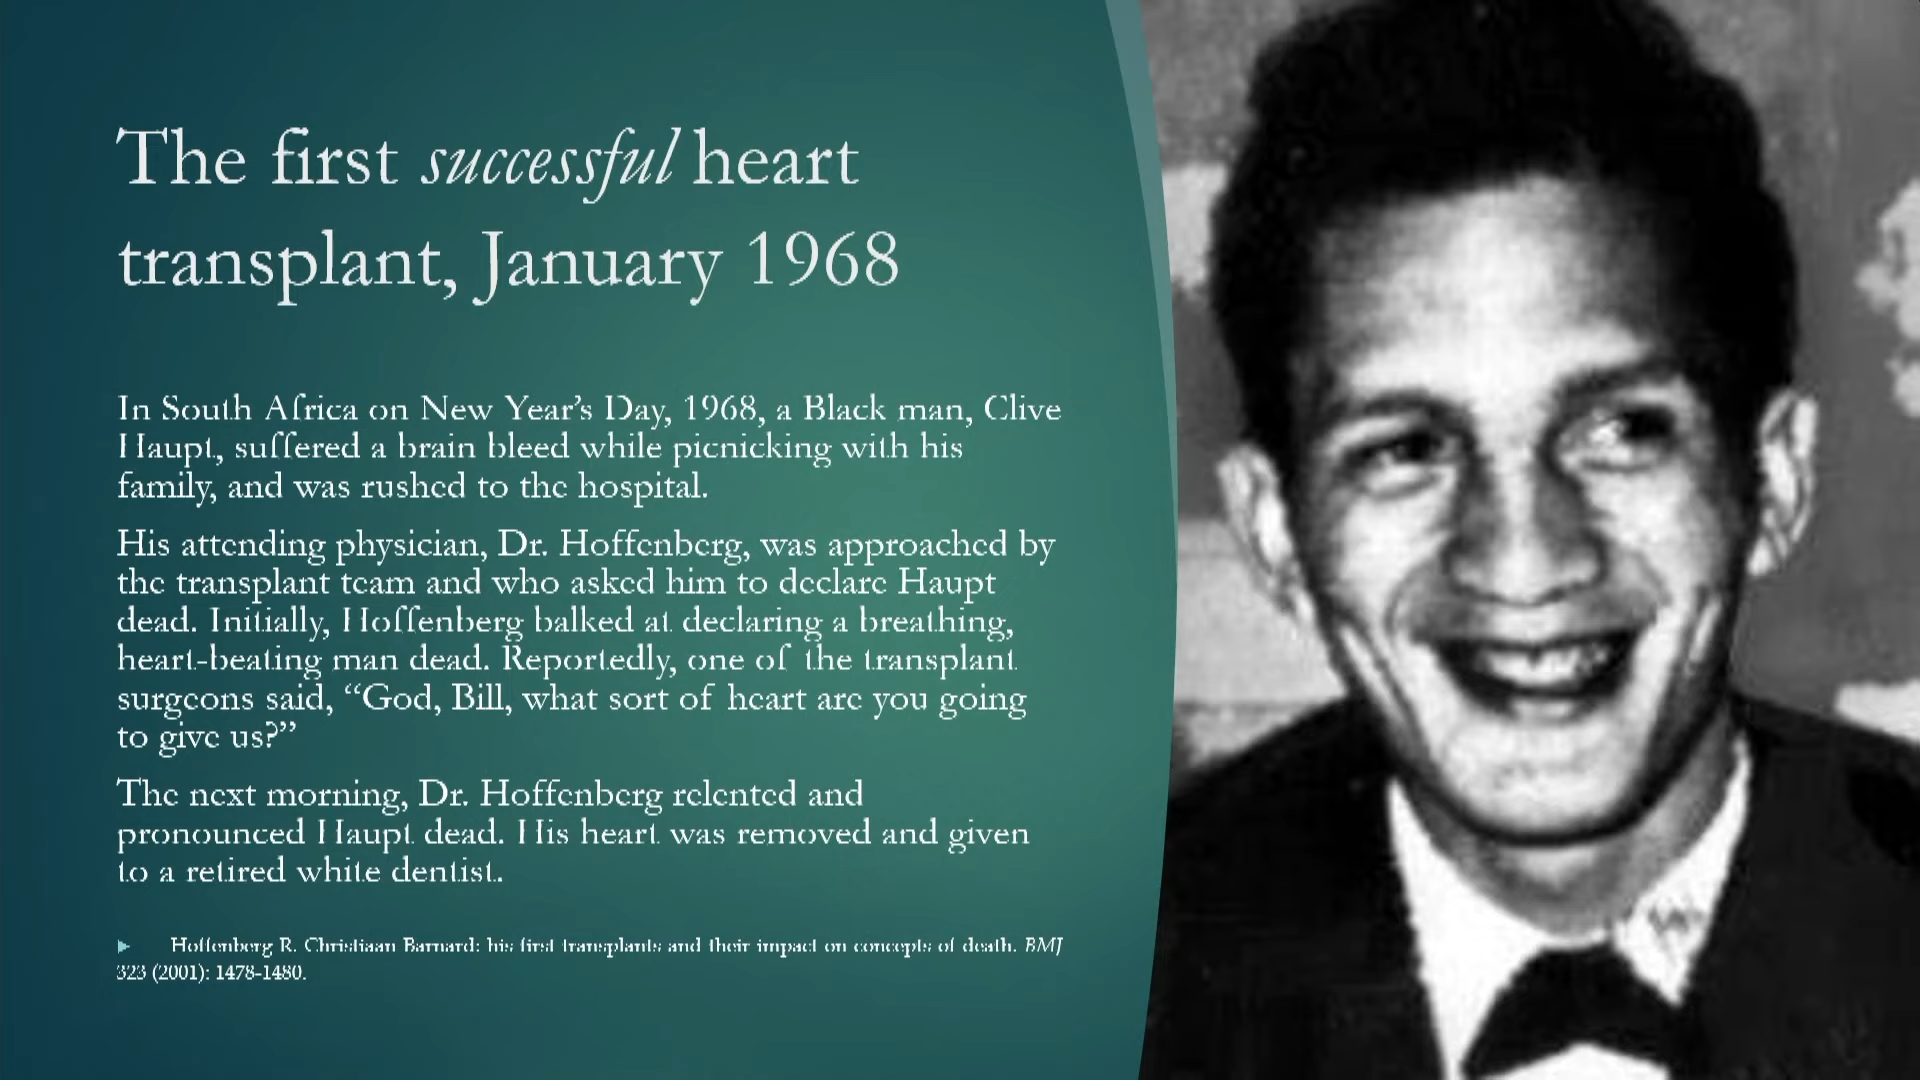 The first successful heart
transplant, January 1968
In South Africa on New Year's Day, 1968, a Black man, Clive
Haupt, suffered a brain bleed while picnicking with his
family, and was rushed to the hospital.
His attending physician, Dr. Hoffenberg, was approached by
the transplant team and who asked him to declare Haupt
dead. Initially, Hoffenberg balked at declaring a breathing,
heart-beating man dead. Reportedly, one of the transplant
surgeons said, “God, Bill, what sort of heart are you going
to give us?”
The next morning, Dr. Hoffenberg relented and
pronounced Haupt dead. His heart was removed and given
to a retired white dentist.
Hoffenberg R. Christiaan Barnard: his first transplants and their impact on concepts of death. BMJ
323 (2001): 1478-1480.